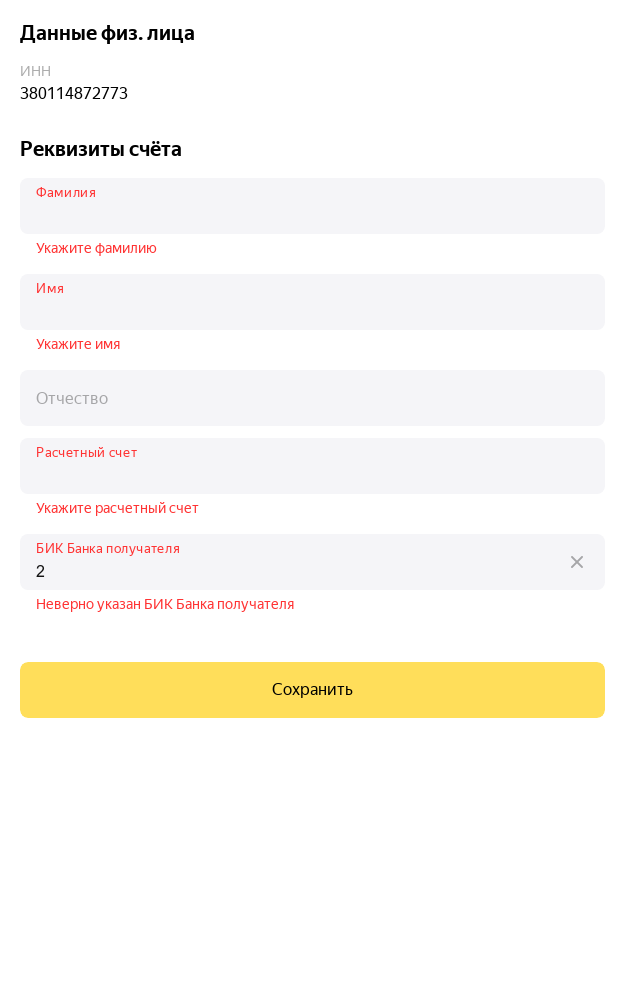 Данные физ. лица
ИНН
380114872773
Реквизиты счёта
Фамилия
Укажите фамилию
Имя
Укажите имя
Отчество
Расчетный счет
Укажите расчетный счет
БИК Банка получателя
2
Неверно указан БИК Банка получателя
Сохранить